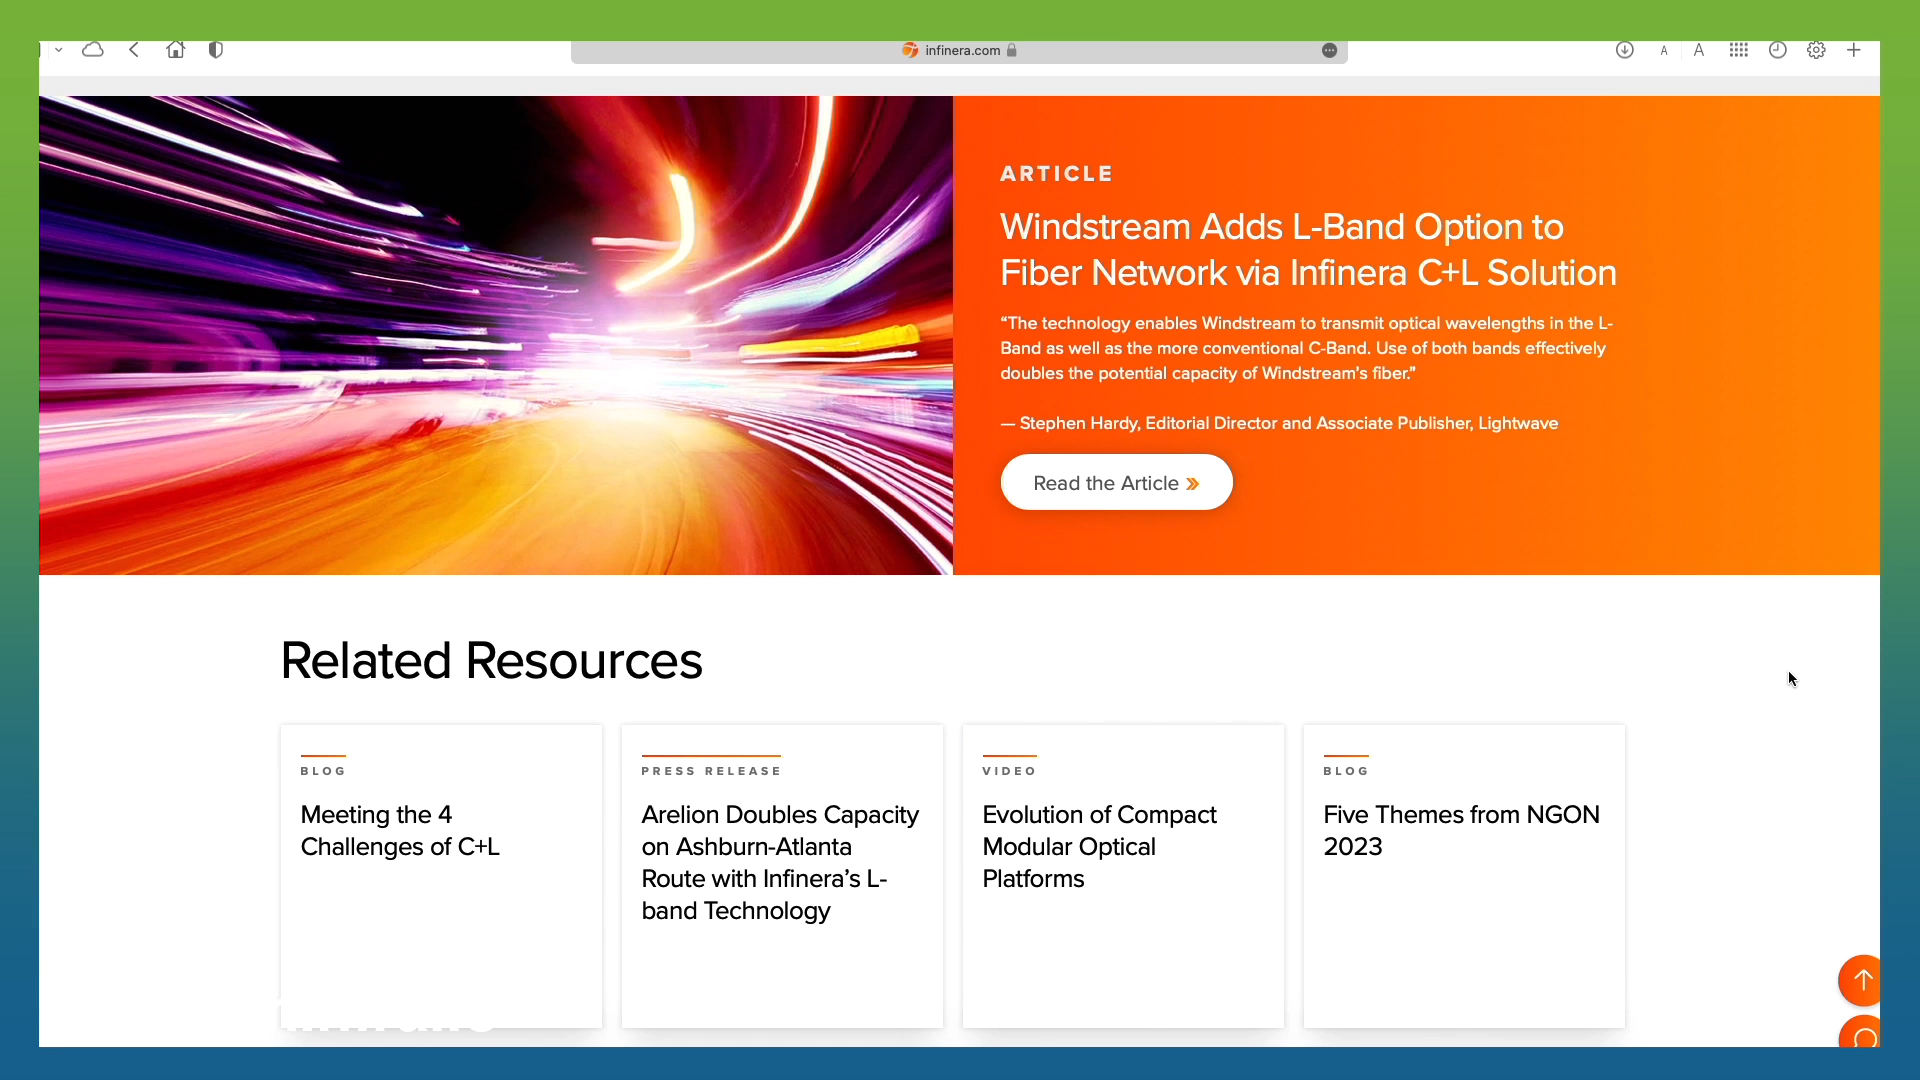 infinera.com
A A
ARTICLE
Windstream Adds L-Band Option to
Fiber Network via Infinera C+L Solution
“The technology enables Windstream to transmit optical wavelengths in the L-
Band as well as the more conventional C-Band. Use of both bands effectively
doubles the potential capacity of Windstream’s fiber.”
— Stephen Hardy, Editorial Director and Associate Publisher, Lightwave
Read the Article »
Related Resources
BLOG
Meeting the 4
Challenges of C+L
PRESS RELEASE
Arelion Doubles Capacity
on Ashburn-Atlanta
Route with Infinera’s L-
band Technology
VIDEO
Evolution of Compact
Modular Optical
Platforms
BLOG
Five Themes from NGON
2023